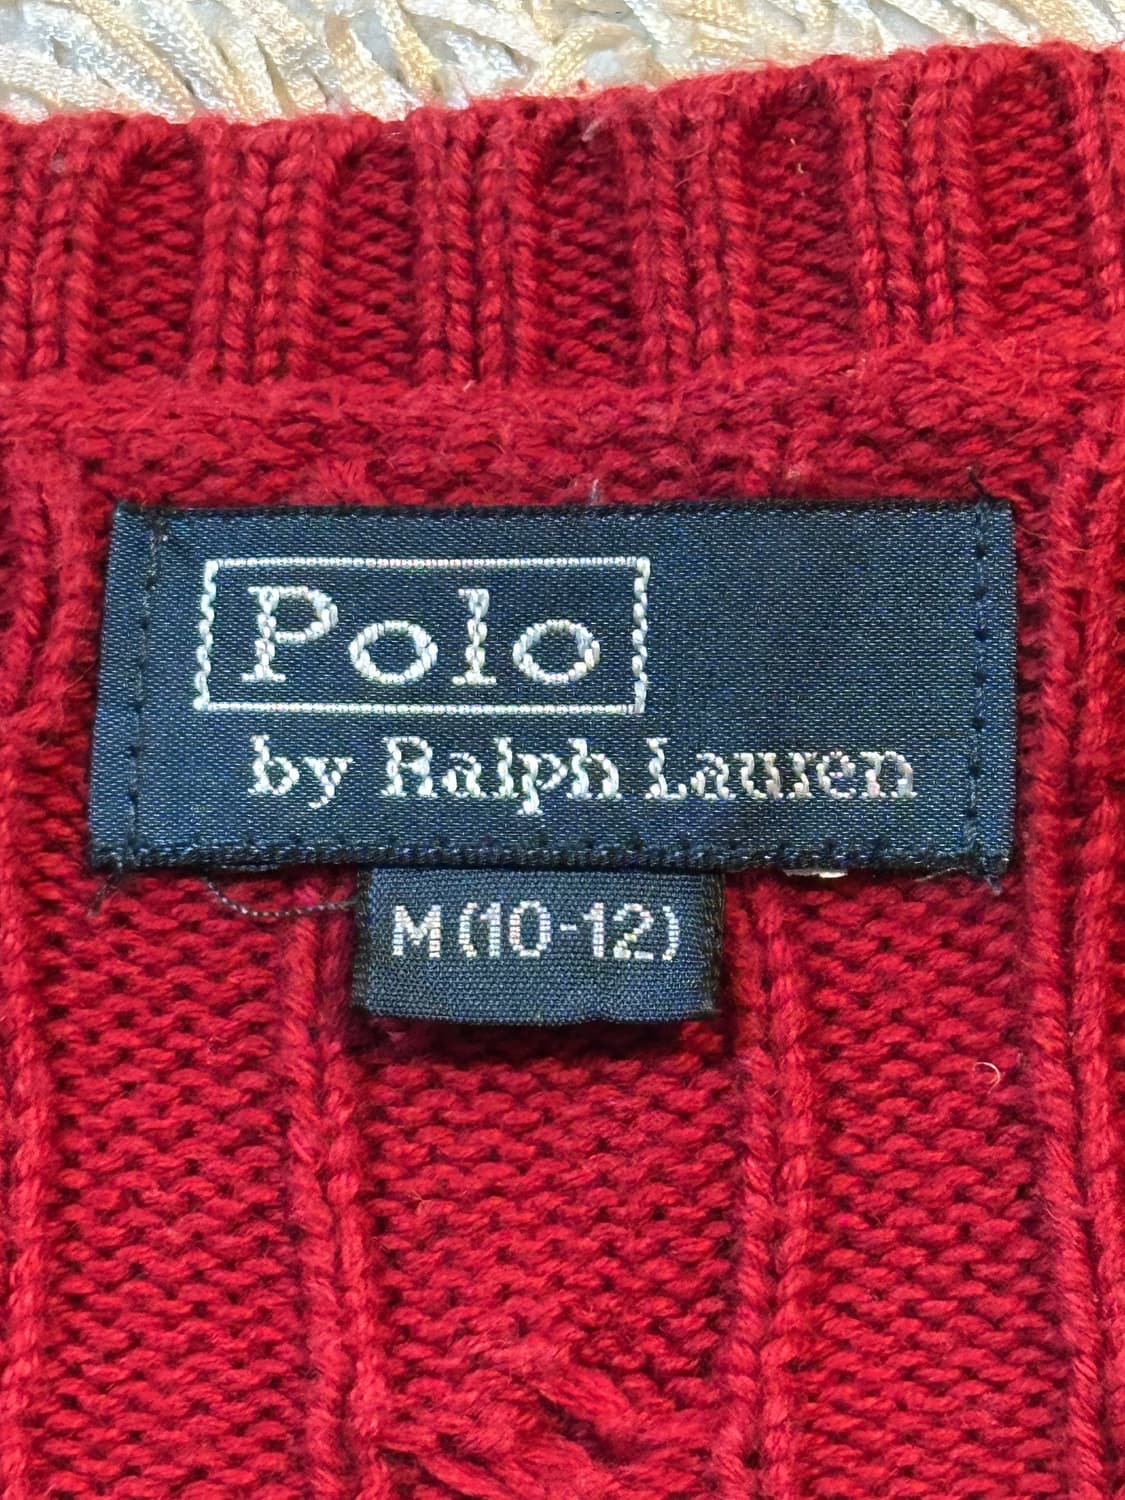 Polo
by Ralph Lauren
M(10-12)